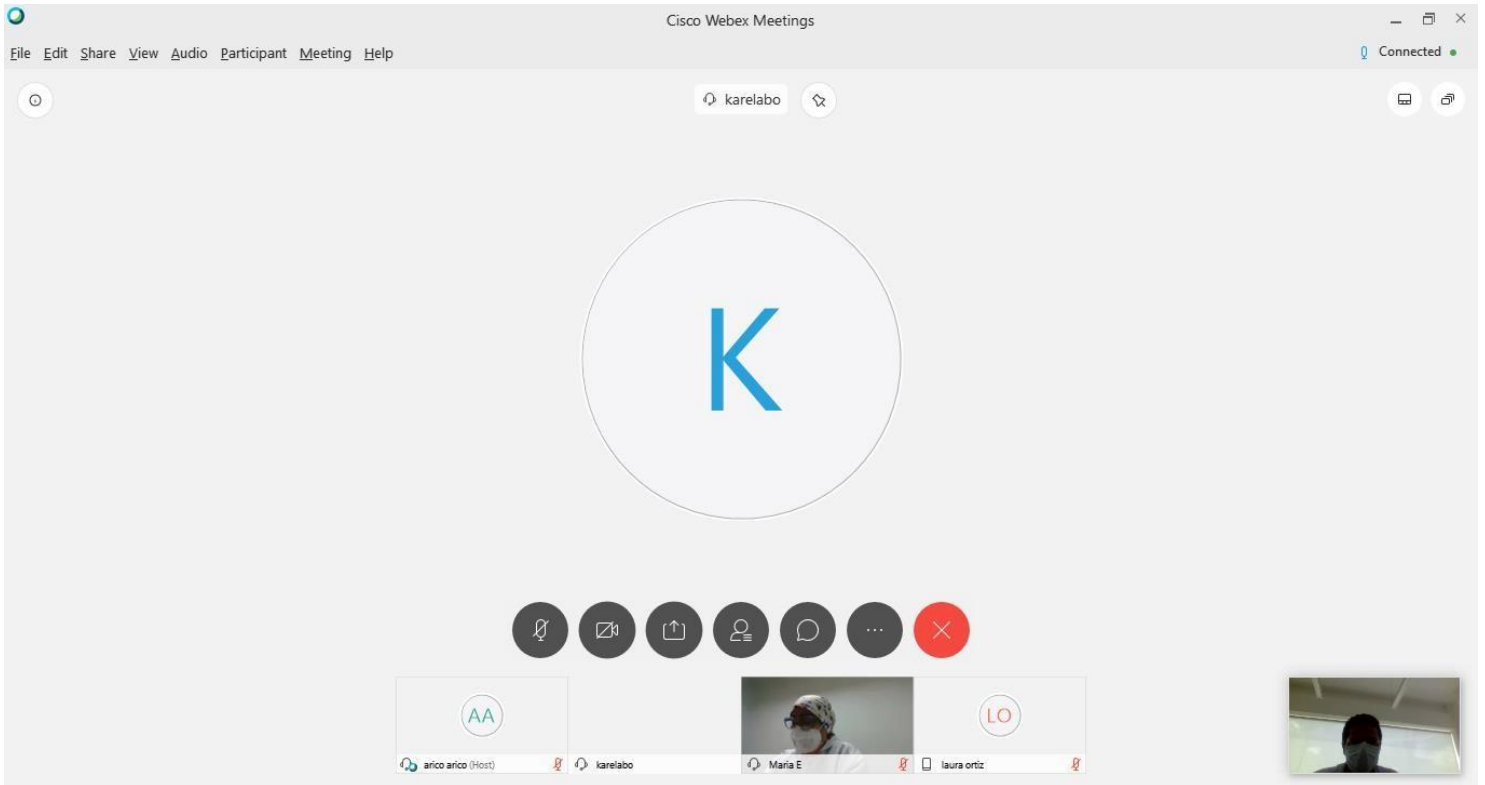 Cisco Webex Meetings
File Edit Share View Audio Participant Meeting Help
Connected
karelabo
K
AA
LO
arico arico (Host)
karelabo
Maria E
laura ortiz